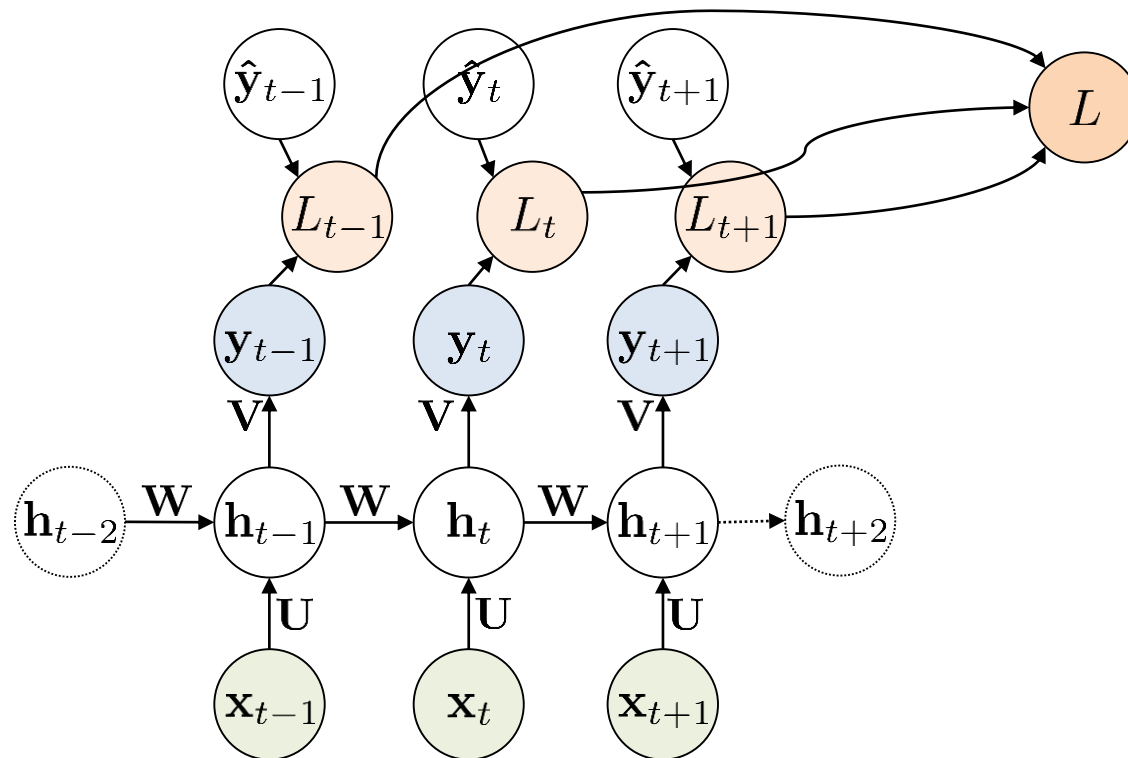 ŷ_{t−1} ŷ_t ŷ_{t+1} L
L_{t−1} L_t L_{t+1}
y_{t−1} y_t y_{t+1}
V V V
W W W
h_{t−2} h_{t−1} h_t h_{t+1} h_{t+2}
U U U
x_{t−1} x_t x_{t+1}